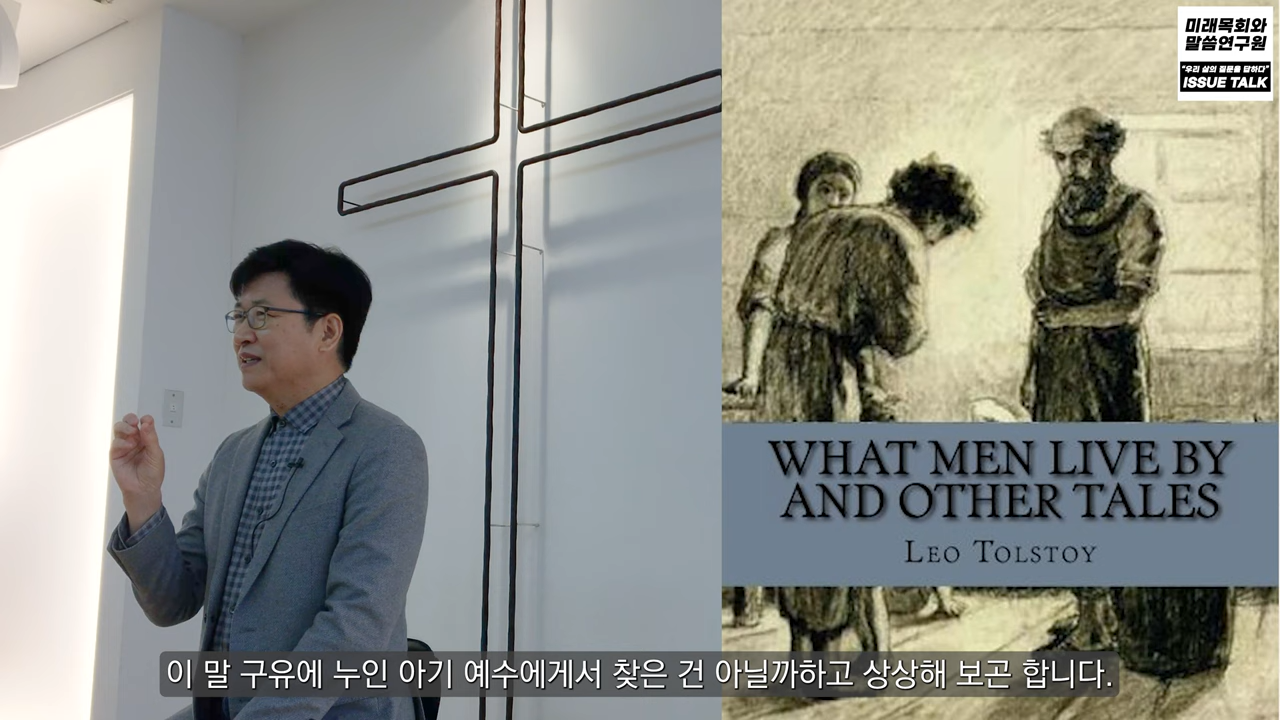 미래목회와
말씀연구원
"우리 삶의 질문을 답하다"
ISSUE TALK
WHAT MEN LIVE BY
AND OTHER TALES
LEO TOLSTOY
이 말 구유에 누인 아기 예수에게서 찾은 건 아닐까하고 상상해 보곤 합니다.